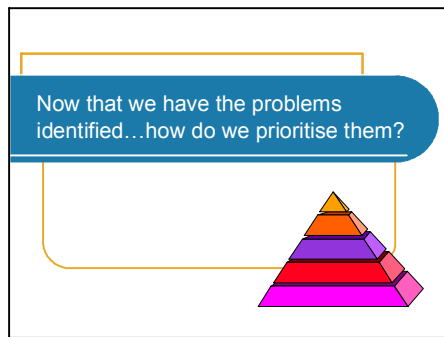 Now that we have the problems
identified…how do we prioritise them?